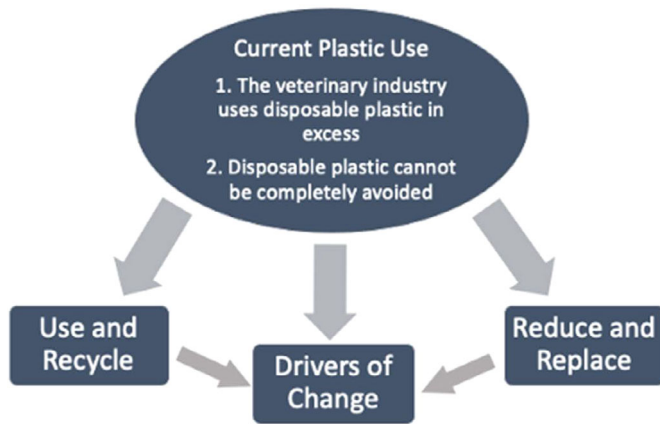 Current Plastic Use
1. The veterinary industry
uses disposable plastic in
excess
2. Disposable plastic cannot
be completely avoided
Use and
Recycle
Drivers of
Change
Reduce and
Replace